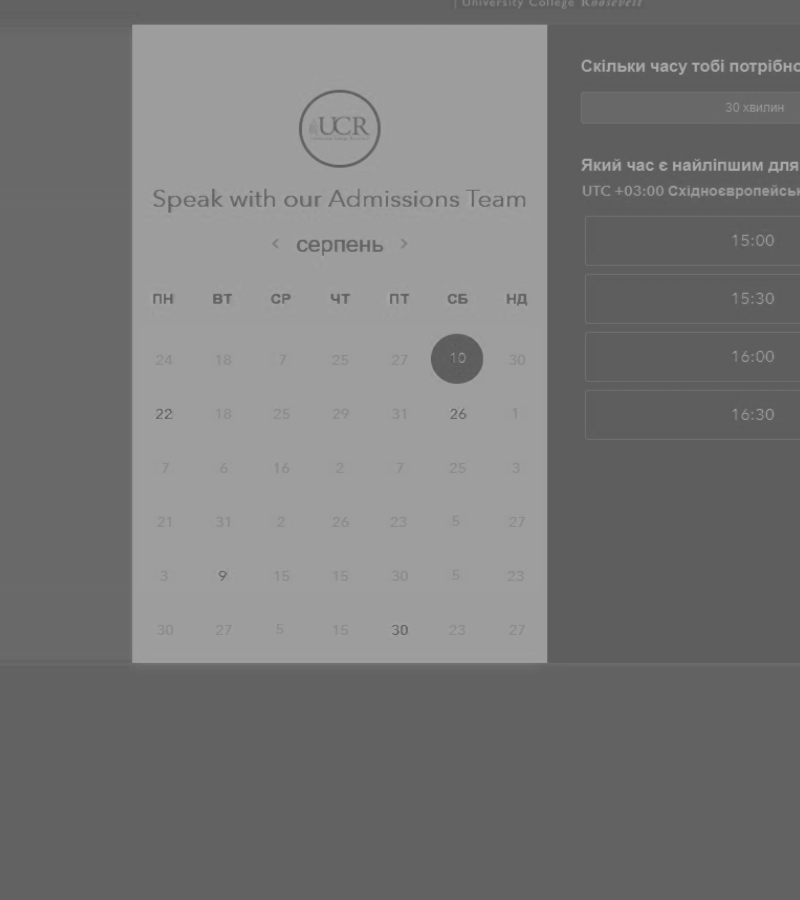 | University College Roosevelt
UCR
Speak with our Admissions Team
‹ серпень ›
ПН ВТ СР ЧТ ПТ СБ НД
24 18 7 25 27 10 30
22 18 25 29 31 26 1
7 6 16 2 7 25 3
21 31 2 26 23 5 27
3 9 15 15 30 5 23
30 27 5 15 30 23 27
Скільки часу тобі потрібно
30 хвилин
Який час є найліпшим для
UTC +03:00 Східноєвропейськ
15:00
15:30
16:00
16:30